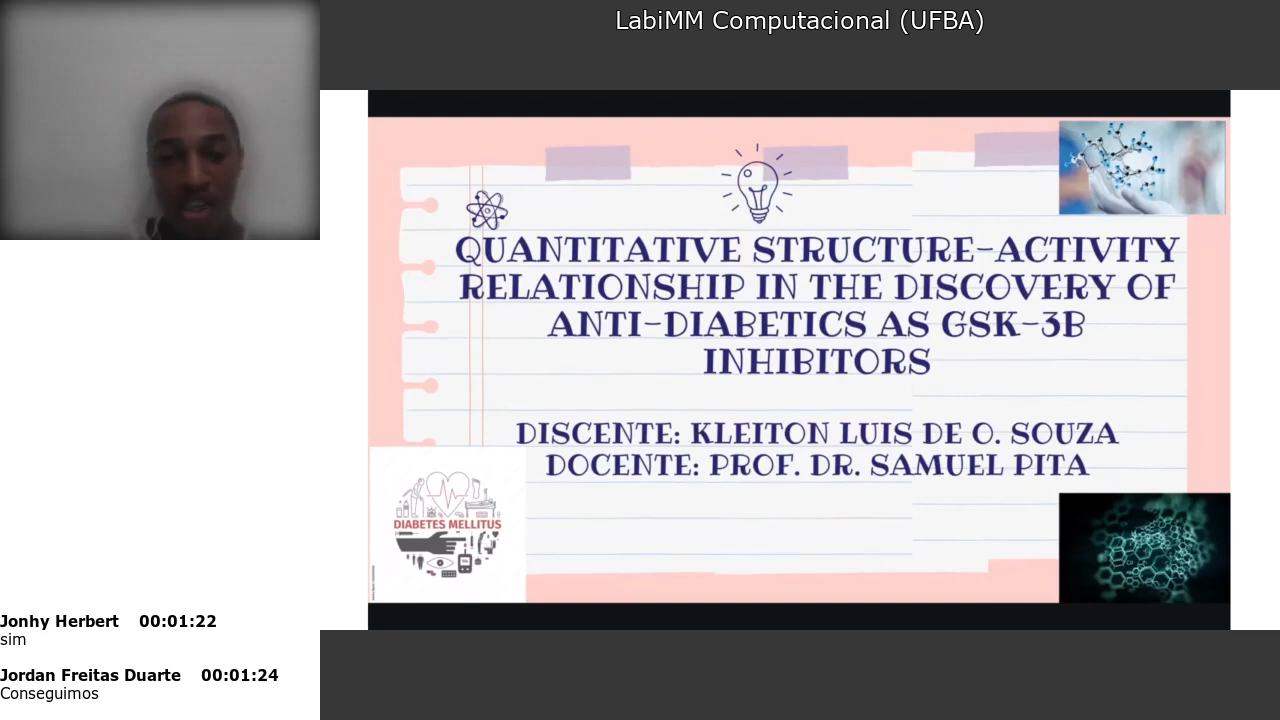 LabiMM Computacional (UFBA)
QUANTITATIVE STRUCTURE-ACTIVITY
RELATIONSHIP IN THE DISCOVERY OF
ANTI-DIABETICS AS GSK-3B
INHIBITORS
DISCENTE: KLEITON LUIS DE O. SOUZA
DOCENTE: PROF. DR. SAMUEL PITA
DIABETES MELLITUS
Jonhy Herbert 00:01:22
sim
Jordan Freitas Duarte 00:01:24
Conseguimos